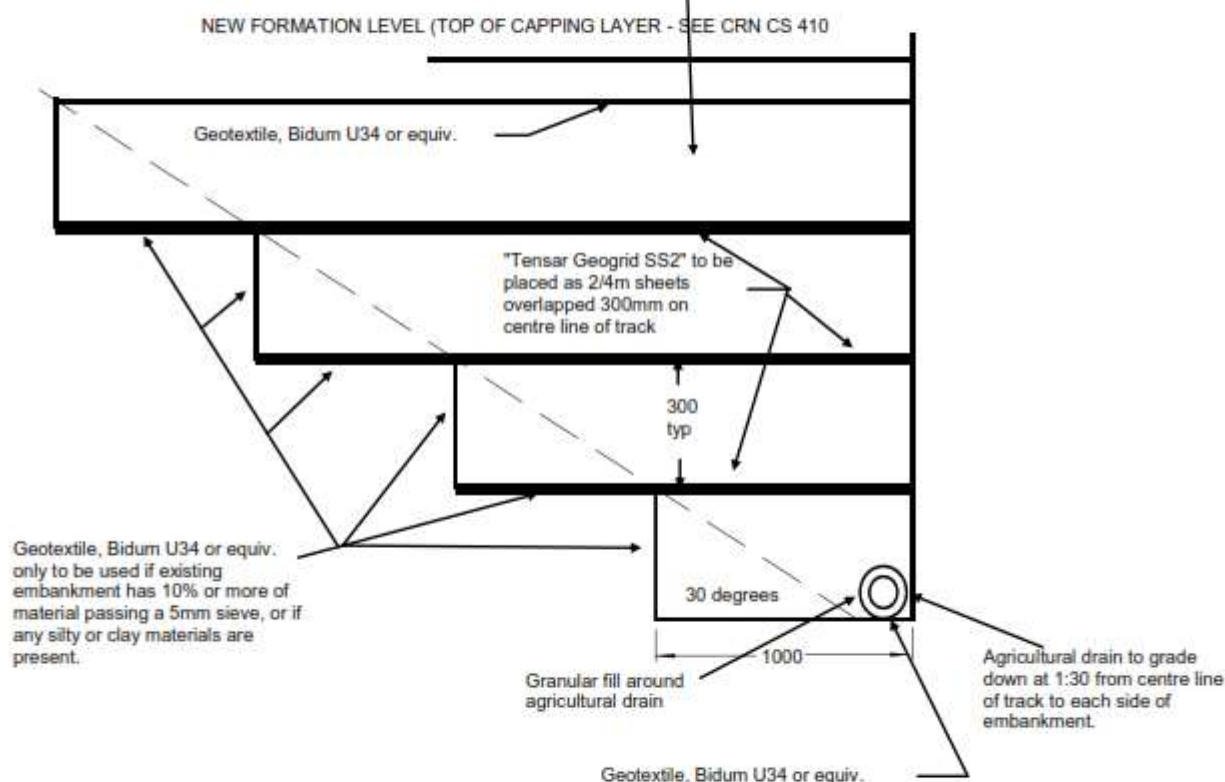 NEW FORMATION LEVEL (TOP OF CAPPING LAYER - SEE CRN CS 410
Geotextile, Bidum U34 or equiv.
"Tensar Geogrid SS2" to be
placed as 2/4m sheets
overlapped 300mm on
centre line of track
300
typ
Geotextile, Bidum U34 or equiv.
only to be used if existing
embankment has 10% or more of
material passing a 5mm sieve, or if
any silty or clay materials are
present.
30 degrees
1000
Granular fill around
agricultural drain
Agricultural drain to grade
down at 1:30 from centre line
of track to each side of
embankment.
Geotextile, Bidum U34 or equiv.